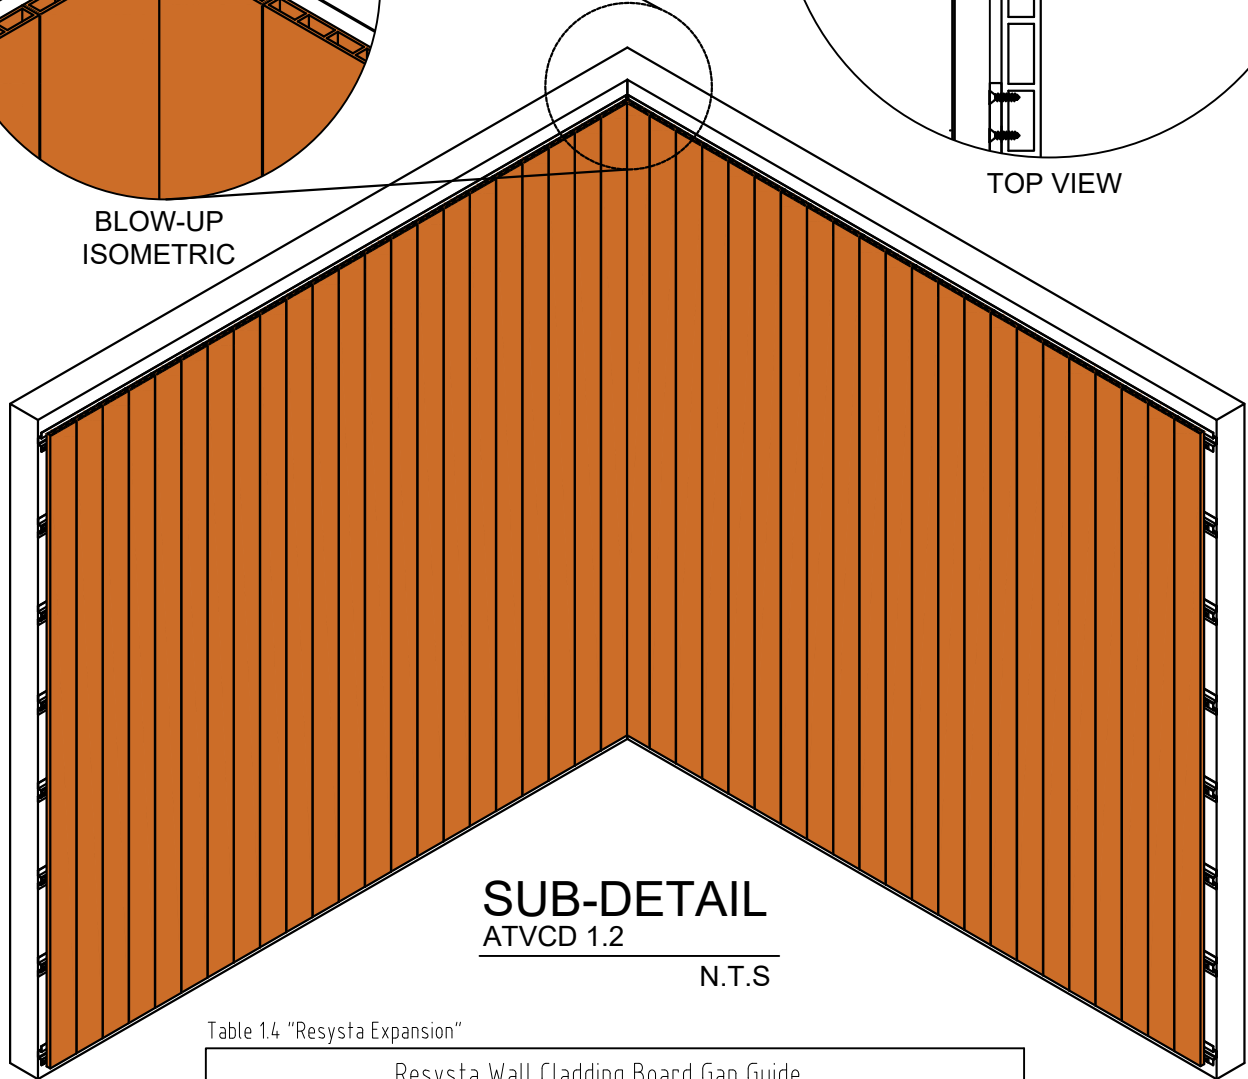 TOP VIEW
BLOW-UP
ISOMETRIC
SUB-DETAIL
ATVCD 1.2
N.T.S
Table 1.4 "Resysta Expansion"
Resysta Wall Cladding Board Gap Guide